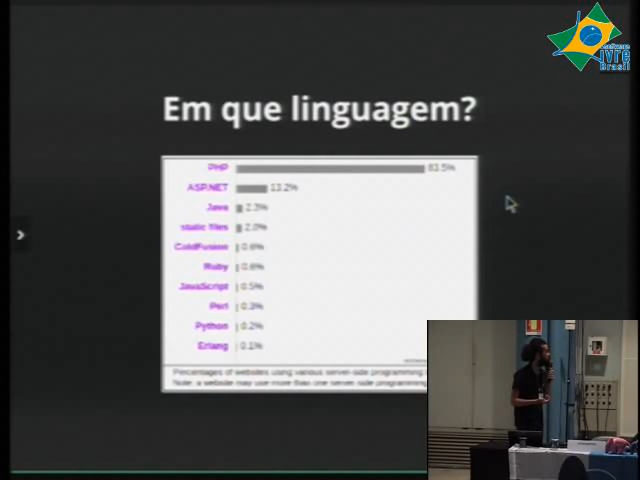 Software
livre
Brasil
Em que linguagem?
PHP 83.5%
ASP.NET 13.2%
Java 2.3%
static files 2.0%
ColdFusion 0.6%
Ruby 0.6%
JavaScript 0.5%
Perl 0.3%
Python 0.2%
Erlang 0.1%
Percentages of websites using various server-side programming
Note: a website may use more than one server-side programming